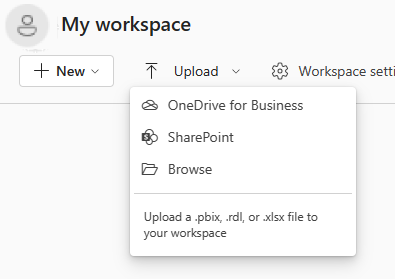 My workspace
New
Upload
Workspace setti
OneDrive for Business
SharePoint
Browse
Upload a .pbix, .rdl, or .xlsx file to
your workspace